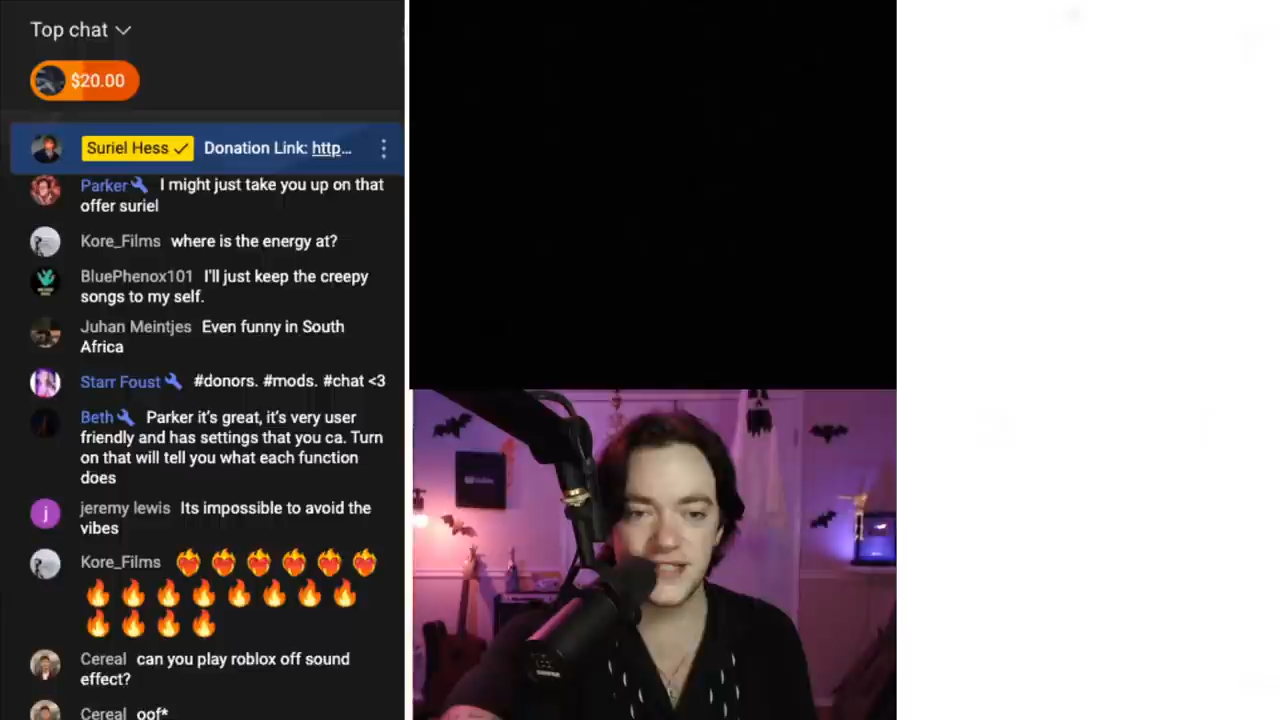 Top chat
$20.00
Suriel Hess Donation Link: http...
Parker I might just take you up on that
offer suriel
Kore_Films where is the energy at?
BluePhenox101 I'll just keep the creepy
songs to my self.
Juhan Meintjes Even funny in South
Africa
Starr Foust #donors. #mods. #chat <3
Beth Parker it's great, it's very user
friendly and has settings that you ca. Turn
on that will tell you what each function
does
j
jeremy lewis Its impossible to avoid the
vibes
Kore_Films ❤️‍🔥❤️‍🔥❤️‍🔥❤️‍🔥❤️‍🔥❤️‍🔥
🔥🔥🔥🔥🔥🔥🔥🔥
🔥🔥🔥🔥
Cereal can you play roblox off sound
effect?
Cereal oof*